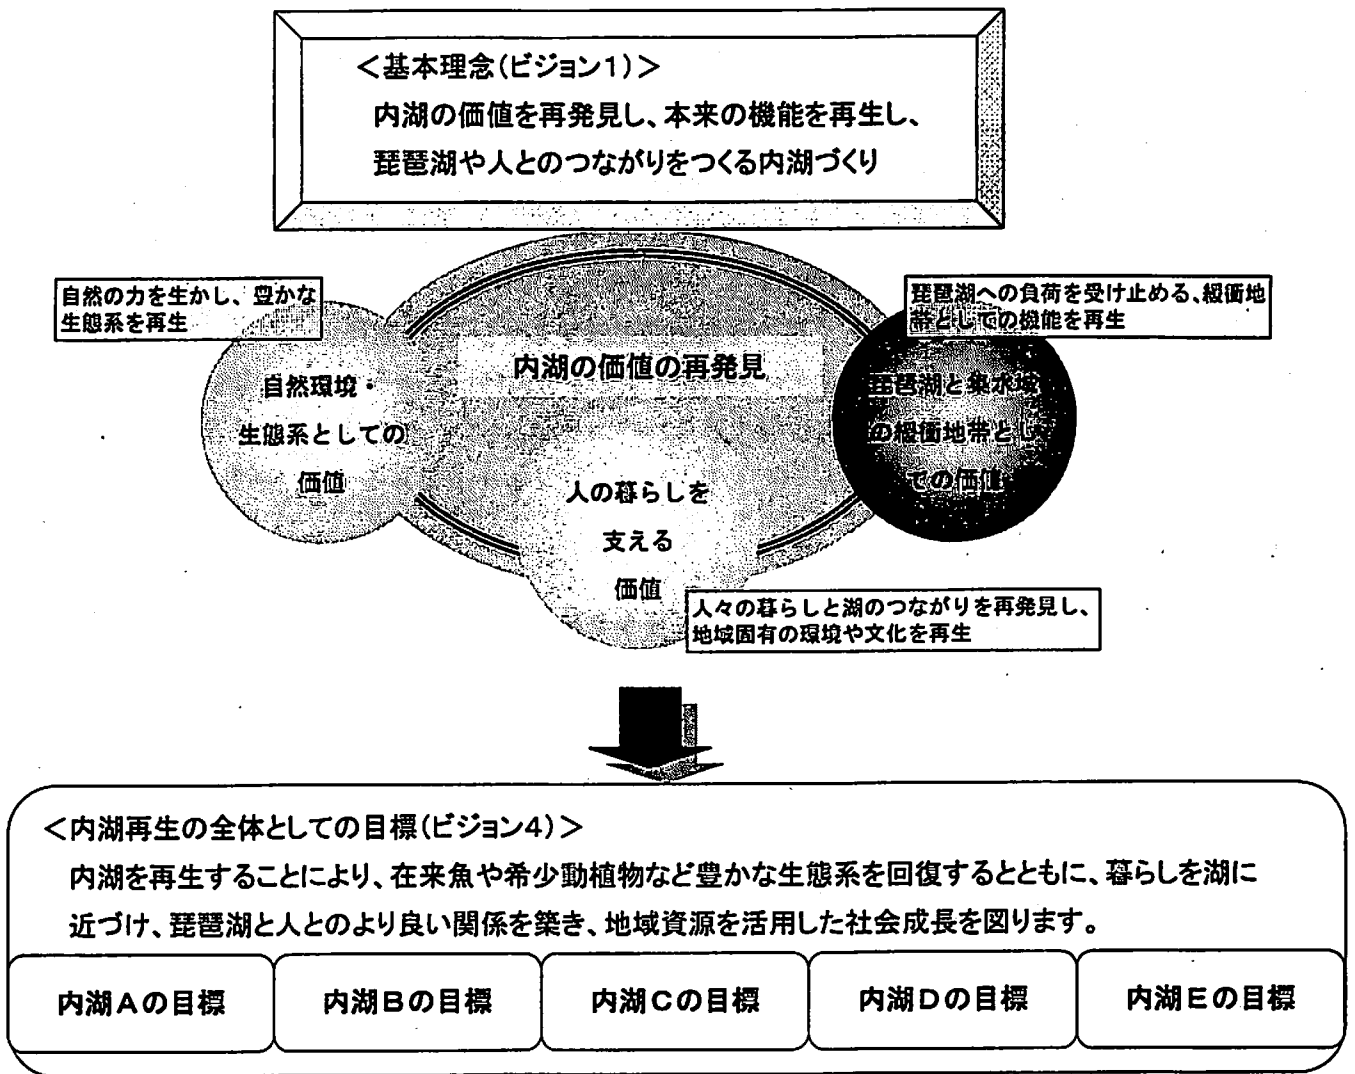 ＜基本理念（ビジョン１）＞
内湖の価値を再発見し、本来の機能を再生し、
琵琶湖や人とのつながりをつくる内湖づくり
自然の力を生かし、豊かな
生態系を再生
琵琶湖への負荷を受け止める、緩衝地
帯としての機能を再生
内湖の価値の再発見
自然環境・
生態系としての
価値
琵琶湖と集水域
の緩衝地帯とし
ての価値
人の暮らしを
支える
価値
人々の暮らしと湖のつながりを再発見し、
地域固有の環境や文化を再生
＜内湖再生の全体としての目標（ビジョン４）＞
内湖を再生することにより、在来魚や希少動植物など豊かな生態系を回復するとともに、暮らしを湖に
近づけ、琵琶湖と人とのより良い関係を築き、地域資源を活用した社会成長を図ります。
内湖Ａの目標
内湖Ｂの目標
内湖Ｃの目標
内湖Ｄの目標
内湖Ｅの目標